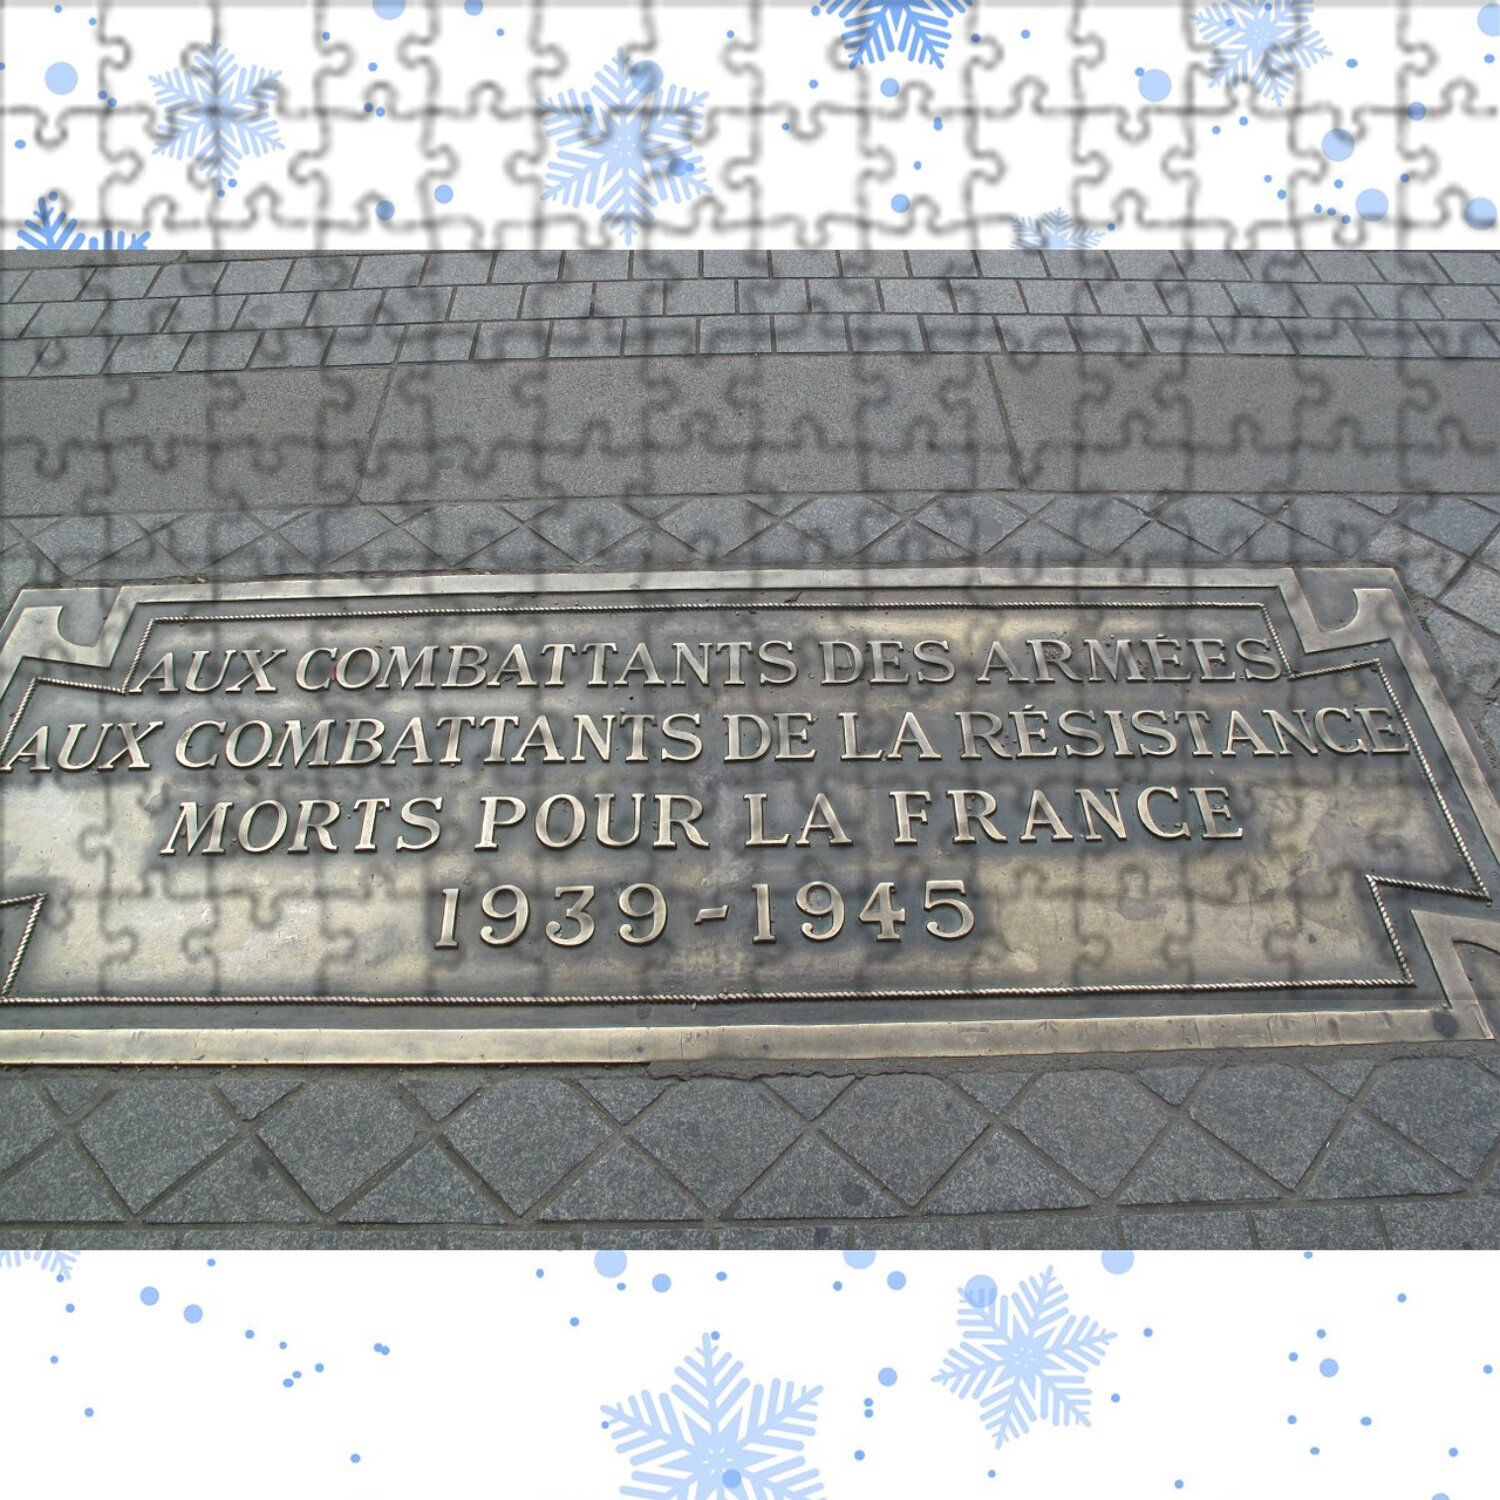 AUX COMBATTANTS DES ARMÉES
AUX COMBATTANTS DE LA RÉSISTANCE
MORTS POUR LA FRANCE
1939-1945